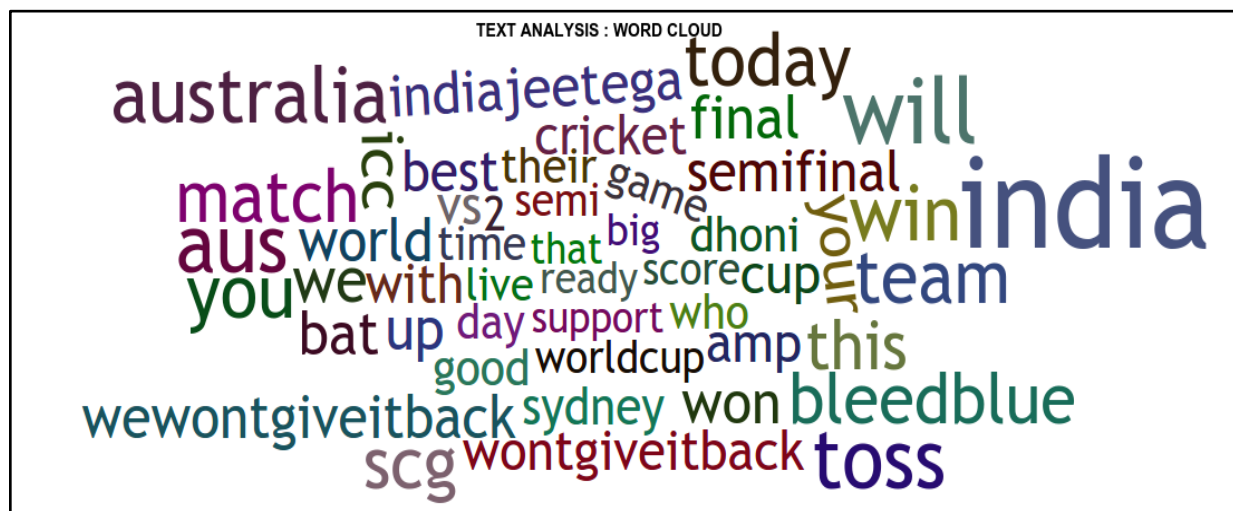 TEXT ANALYSIS : WORD CLOUD
today
australia
indiajeetega
will
final
cricket
icc
best
their
semifinal
india
match
game
semi
vs
2
your
win
aus
world
time
that
big
dhoni
you
we
with
live
ready
score
cup
team
bat
up
day
support
who
amp
this
good
worldcup
wewontgiveitback
sydney
won
bleedblue
scg
wontgiveitback
toss